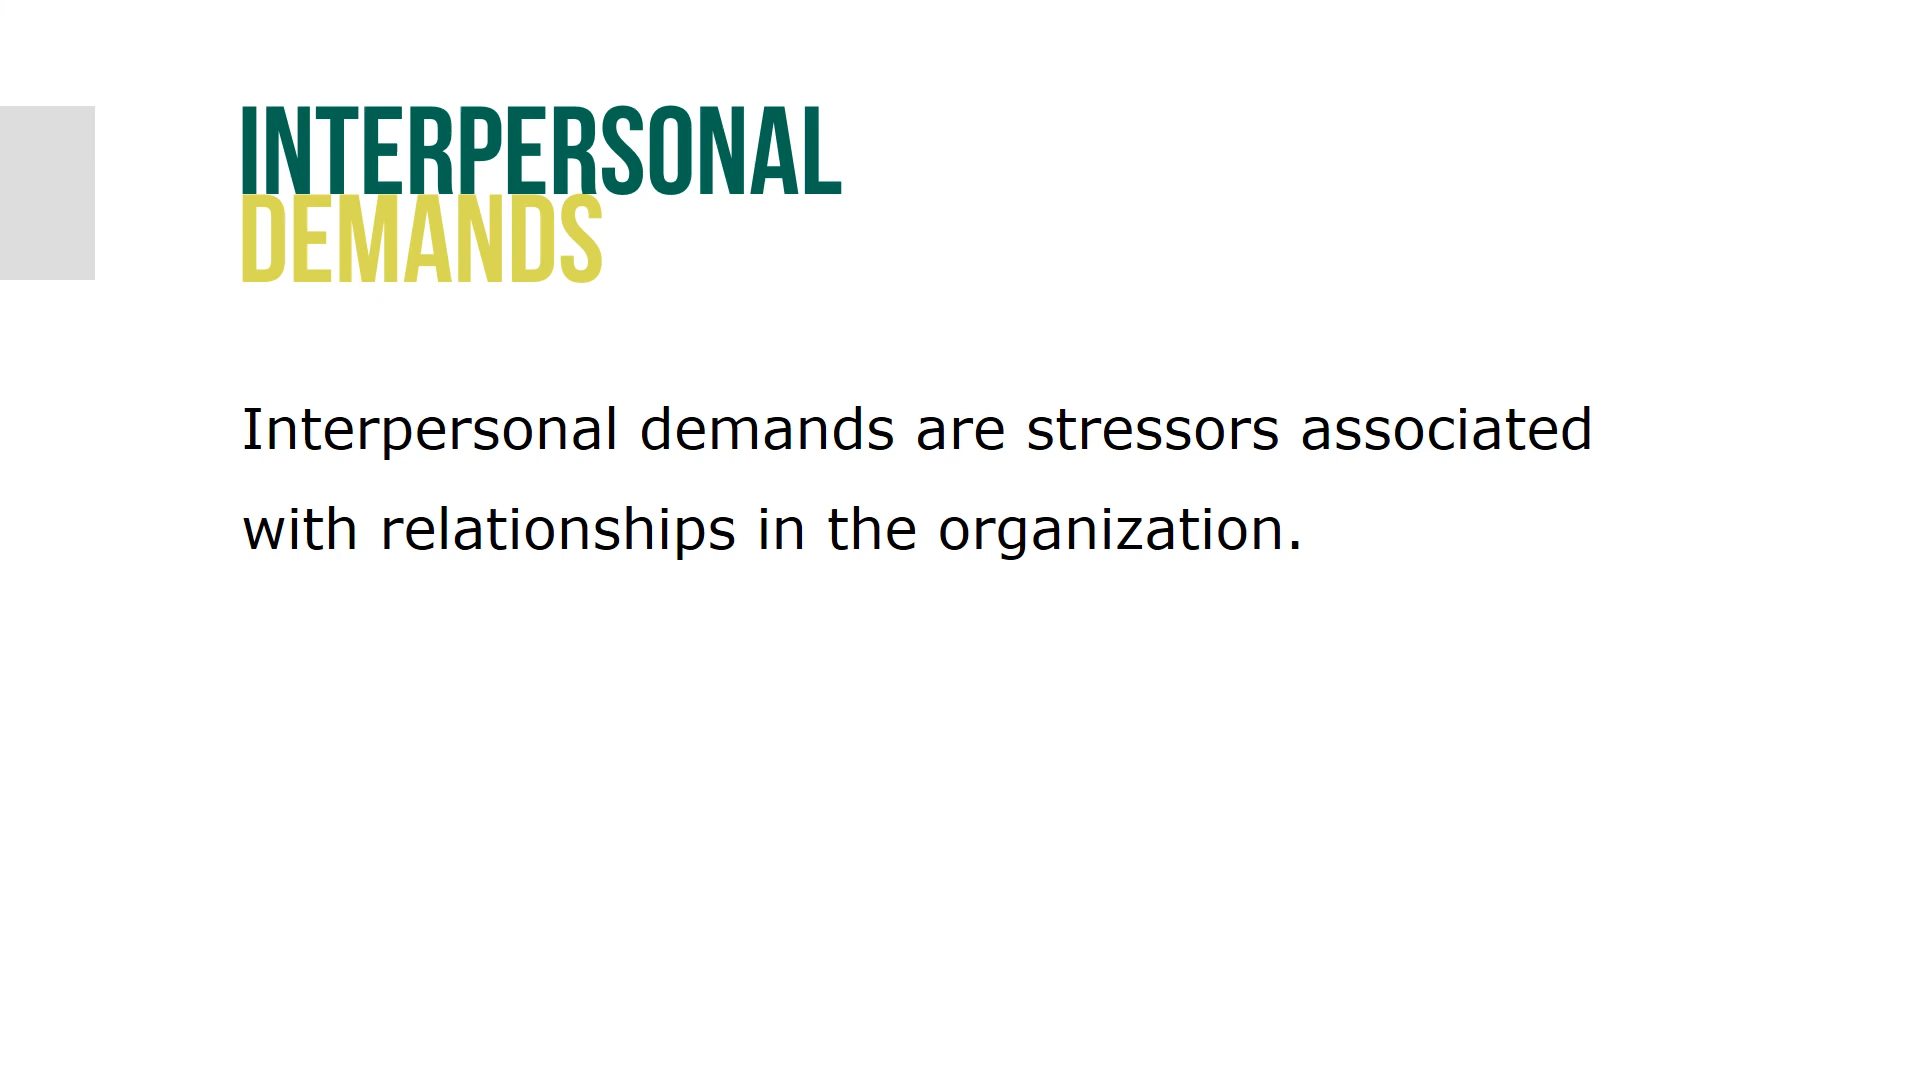 INTERPERSONAL
DEMANDS
Interpersonal demands are stressors associated
with relationships in the organization.